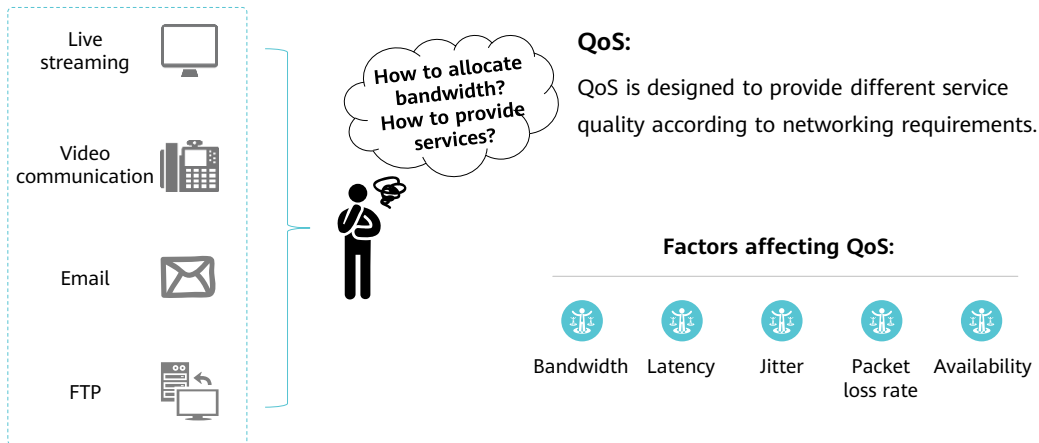 Live
streaming
Video
communication
Email
FTP
How to allocate
bandwidth?
How to provide
services?
QoS:
QoS is designed to provide different service
quality according to networking requirements.
Factors affecting QoS:
Bandwidth
Latency
Jitter
Packet
loss rate
Availability